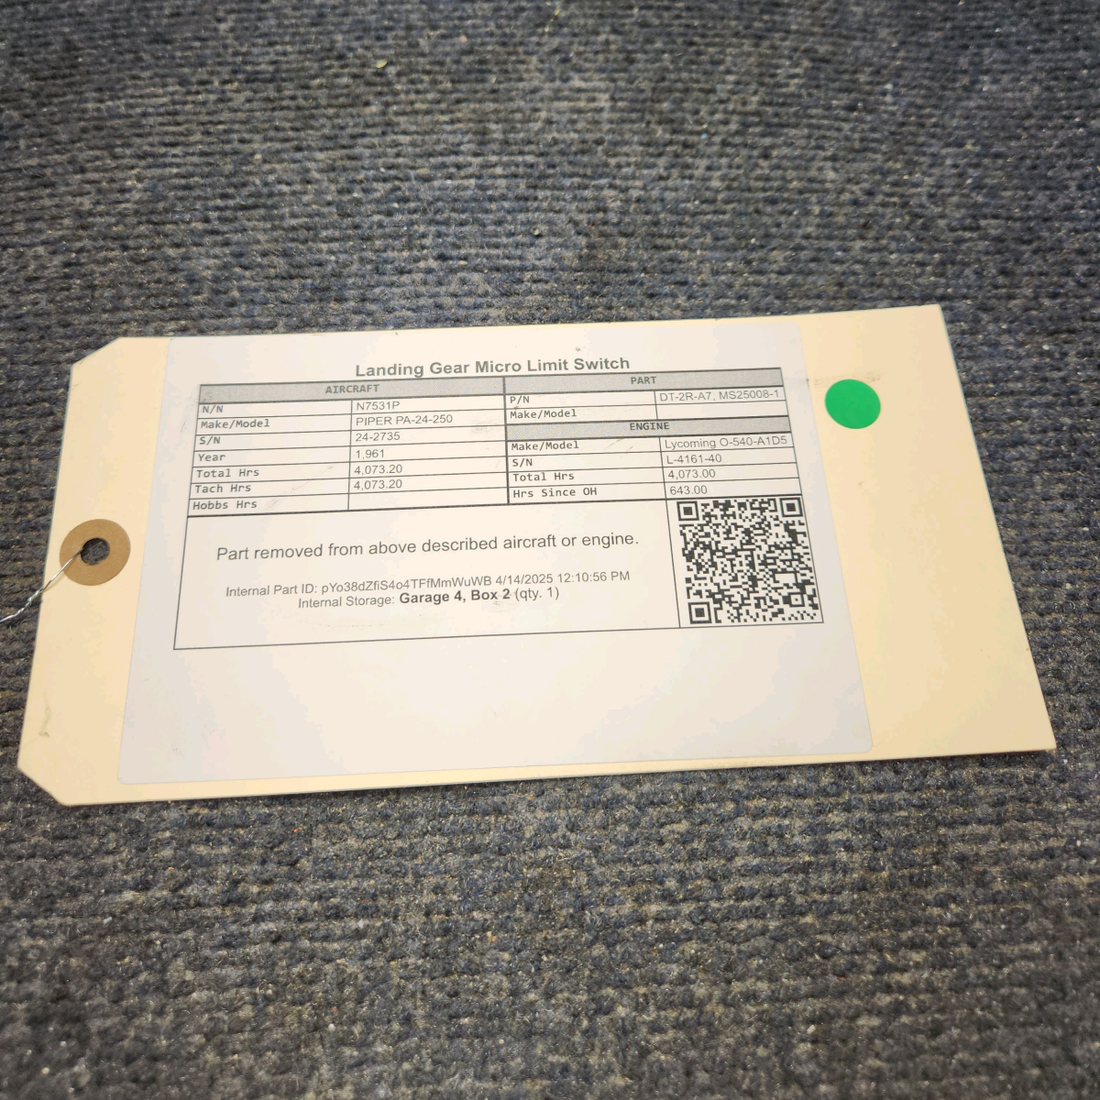 Landing Gear Micro Limit Switch
AIRCRAFT
N/N N7531P
Make/Model PIPER PA-24-250
S/N 24-2735
Year 1,961
Total Hrs 4,073.20
Tach Hrs 4,073.20
Hobbs Hrs
PART
P/N DT-2R-A7, MS25008-1
Make/Model
ENGINE
Make/Model Lycoming O-540-A1D5
S/N L-4161-40
Total Hrs 4,073.00
Hrs Since OH 643.00
Part removed from above described aircraft or engine.
Internal Part ID: pYo38dZfiS4o4TFfMmWuWB 4/14/2025 12:10:56 PM
Internal Storage: Garage 4, Box 2 (qty. 1)